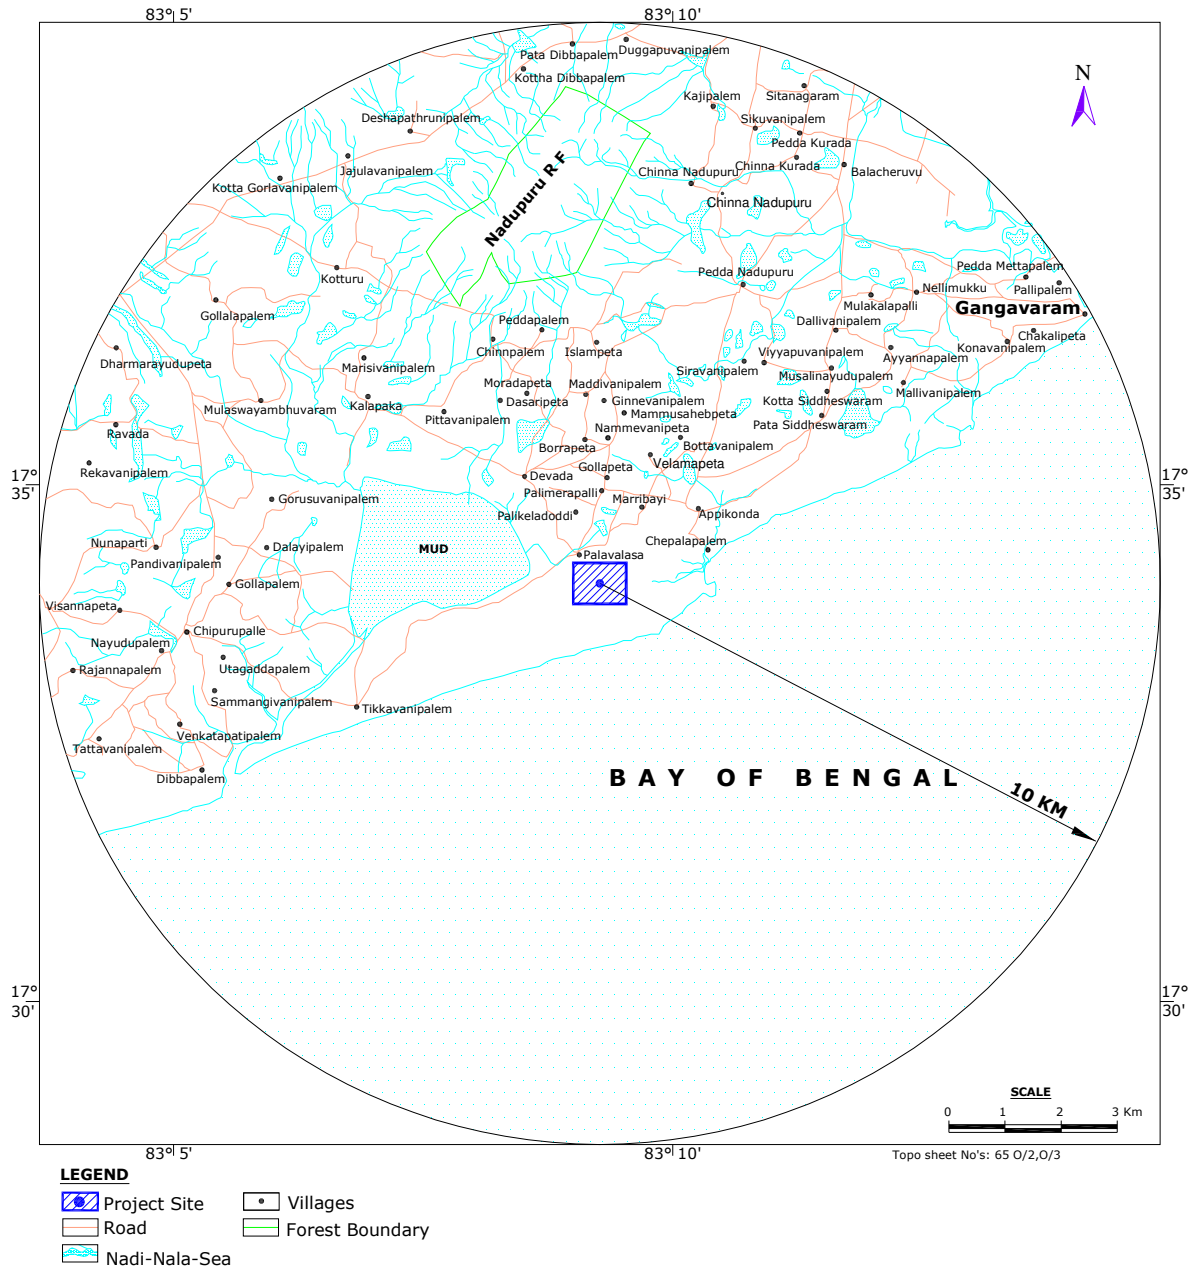 83° 5'
83° 10'
N
Pata Dibbapalem
Duggapuvanipalem
Kottha Dibbapalem
Kajipalem
Sitanagaram
Deshapathrunipalem
Sikuvanipalem
Pedda Kurada
Jajulavanipalem
Chinna Nadupuru
Chinna Kurada
Balacheruvu
Kotta Gorlavanipalem
Nadupuru R F
Chinna Nadupuru
Kotturu
Pedda Nadupuru
Pedda Mettapalem
Nellimukku
Pallipalem
Gollalapalem
Mulakalapalli
Gangavaram
Peddapalem
Dallivanipalem
Chakalipeta
Chinnpalem
Islampeta
Konavanipalem
Dharmarayudupeta
Marisivanipalem
Siravanipalem
Viyyapuvanipalem
Ayyannapalem
Musalinayudupalem
Moradapeta
Maddivanipalem
Mallivanipalem
Mulaswayambhuvaram
Kalapaka
Dasaripeta
Ginnevanipalem
Kotta Siddheswaram
Pittavanipalem
Mammusahebpeta
Pata Siddheswaram
Ravada
Nammevanipeta
Borrapeta
Bottavanipalem
Rekavanipalem
Gollapeta
Velamapeta
17°
35'
17°
35'
Devada
Gorusuvanipalem
Palimerapalli
Marribayi
Palikeladoddi
Appikonda
Nunaparti
Dalayipalem
MUD
Chepalapalem
Pandivanipalem
Palavalasa
Gollapalem
Visannapeta
Chipurupalle
Nayudupalem
Rajannapalem
Utagaddapalem
Sammangivanipalem
Tikkavanipalem
Venkatapatipalem
Tattavanipalem
Dibbapalem
BAY OF BENGAL
10 KM
17°
30'
17°
30'
SCALE
0 1 2 3 Km
83° 5'
83° 10'
Topo sheet No's: 65 O/2,O/3
LEGEND
Project Site
Villages
Road
Forest Boundary
Nadi-Nala-Sea